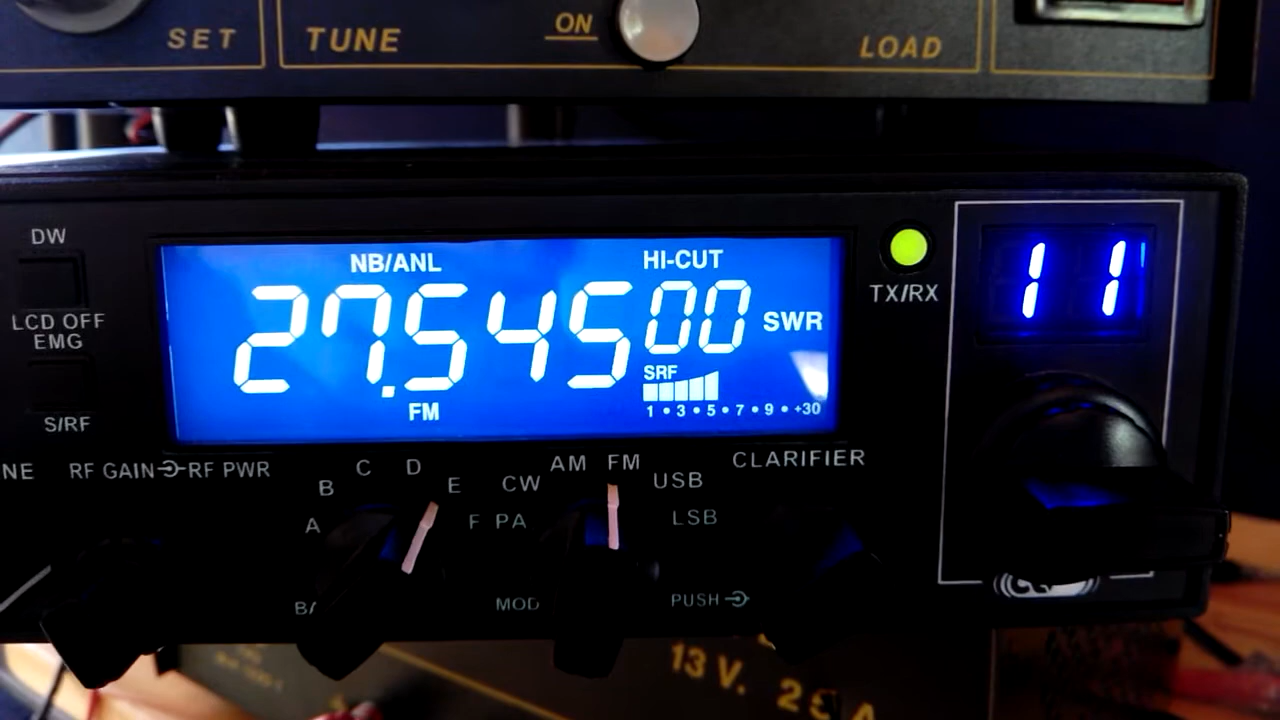 SET
TUNE
ON
LOAD
DW
LCD OFF
EMG
S/RF
NB/ANL
HI-CUT
27.54500
0
SWR
SRF
1 • 3 • 5 • 7 • 9 • +30
FM
TX/RX
11
NE
RF GAIN
RF PWR
A
B
C
D
E
F
BA
PA
CW
AM
FM
USB
LSB
MOD
CLARIFIER
PUSH
13 V.